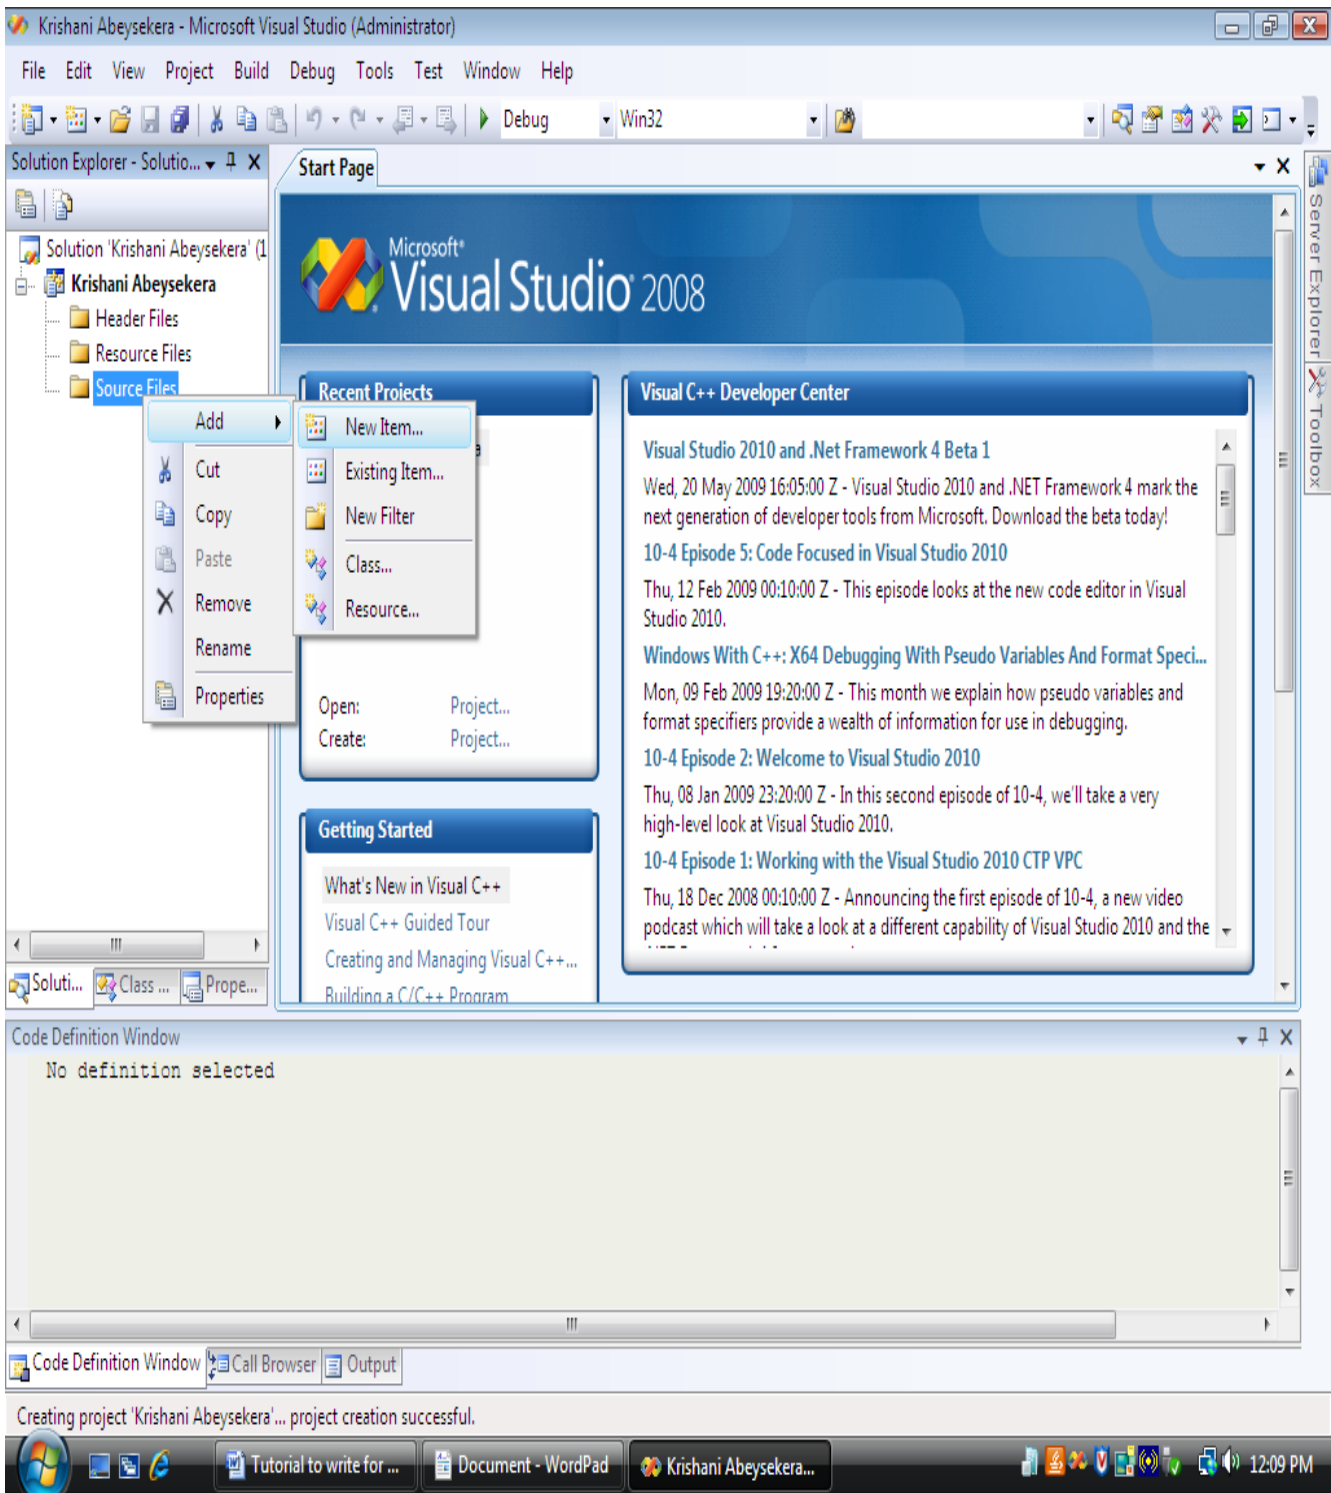 Krishani Abeysekera - Microsoft Visual Studio (Administrator)
File Edit View Project Build Debug Tools Test Window Help
Debug Win32
Solution Explorer - Solutio...
Start Page
Solution 'Krishani Abeysekera' (1
Krishani Abeysekera
Header Files
Resource Files
Source Files
Add
Cut
Copy
Paste
Remove
Rename
Properties
New Item...
Existing Item...
New Filter
Class...
Resource...
Microsoft®
Visual Studio® 2008
Recent Projects
a
Open: Project...
Create: Project...
Getting Started
What's New in Visual C++
Visual C++ Guided Tour
Creating and Managing Visual C++...
Building a C/C++ Program
Visual C++ Developer Center
Visual Studio 2010 and .Net Framework 4 Beta 1
Wed, 20 May 2009 16:05:00 Z - Visual Studio 2010 and .NET Framework 4 mark the
next generation of developer tools from Microsoft. Download the beta today!
10-4 Episode 5: Code Focused in Visual Studio 2010
Thu, 12 Feb 2009 00:10:00 Z - This episode looks at the new code editor in Visual
Studio 2010.
Windows With C++: X64 Debugging With Pseudo Variables And Format Speci...
Mon, 09 Feb 2009 19:20:00 Z - This month we explain how pseudo variables and
format specifiers provide a wealth of information for use in debugging.
10-4 Episode 2: Welcome to Visual Studio 2010
Thu, 08 Jan 2009 23:20:00 Z - In this second episode of 10-4, we'll take a very
high-level look at Visual Studio 2010.
10-4 Episode 1: Working with the Visual Studio 2010 CTP VPC
Thu, 18 Dec 2008 00:10:00 Z - Announcing the first episode of 10-4, a new video
podcast which will take a look at a different capability of Visual Studio 2010 and the
Server Explorer
Toolbox
Soluti... Class ... Prope...
Code Definition Window
No definition selected
Code Definition Window Call Browser Output
Creating project 'Krishani Abeysekera'... project creation successful.
Tutorial to write for ... Document - WordPad Krishani Abeysekera... 12:09 PM